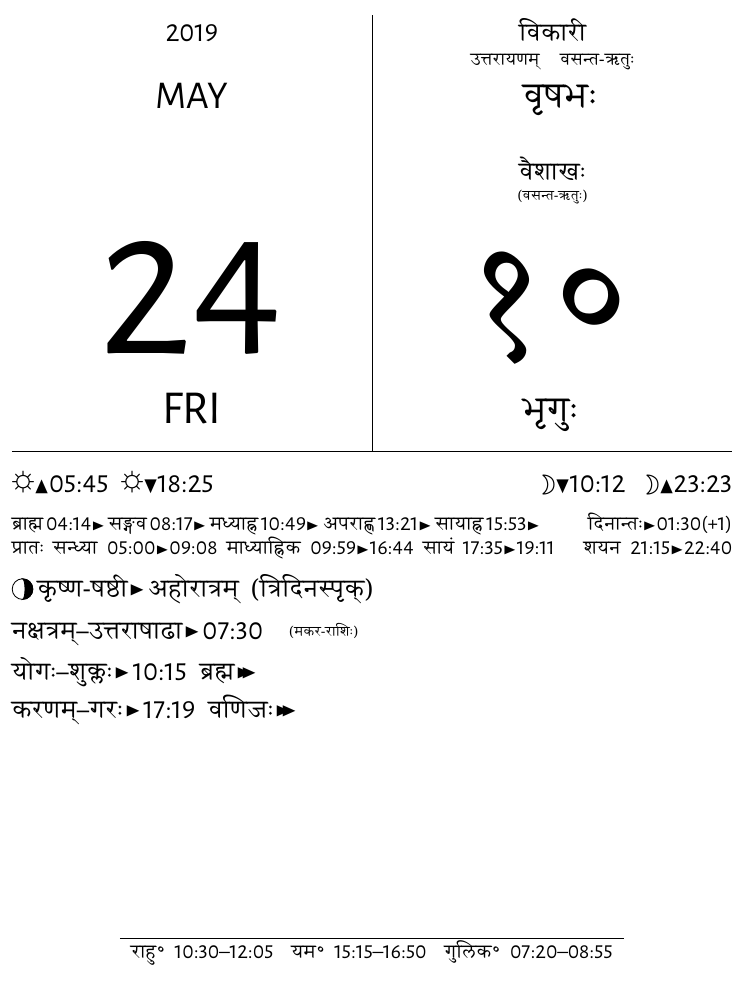 2019
MAY
24
FRI
विकारी
उत्तरायणम् वसन्त-ऋतुः
वृषभः
वैशाखः
(वसन्त-ऋतुः)
१०
भृगुः
☼▲05:45 ☼▼18:25 ☽▼10:12 ☽▲23:23
ब्राह्म 04:14► सङ्गव 08:17► मध्याह्न 10:49► अपराह्ण 13:21► सायाह्न 15:53► दिनान्तः►01:30(+1)
प्रातः सन्ध्या 05:00►09:08 माध्याह्निक 09:59►16:44 सायं 17:35►19:11 शयन 21:15►22:40
कृष्ण-षष्ठी►अहोरात्रम् (त्रिदिनस्पृक्)
नक्षत्रम्–उत्तराषाढा►07:30 (मकर-राशिः)
योगः–शुक्लः►10:15 ब्रह्म►►
करणम्–गरः►17:19 वणिजः►►
राहु॰ 10:30–12:05 यम॰ 15:15–16:50 गुलिक॰ 07:20–08:55